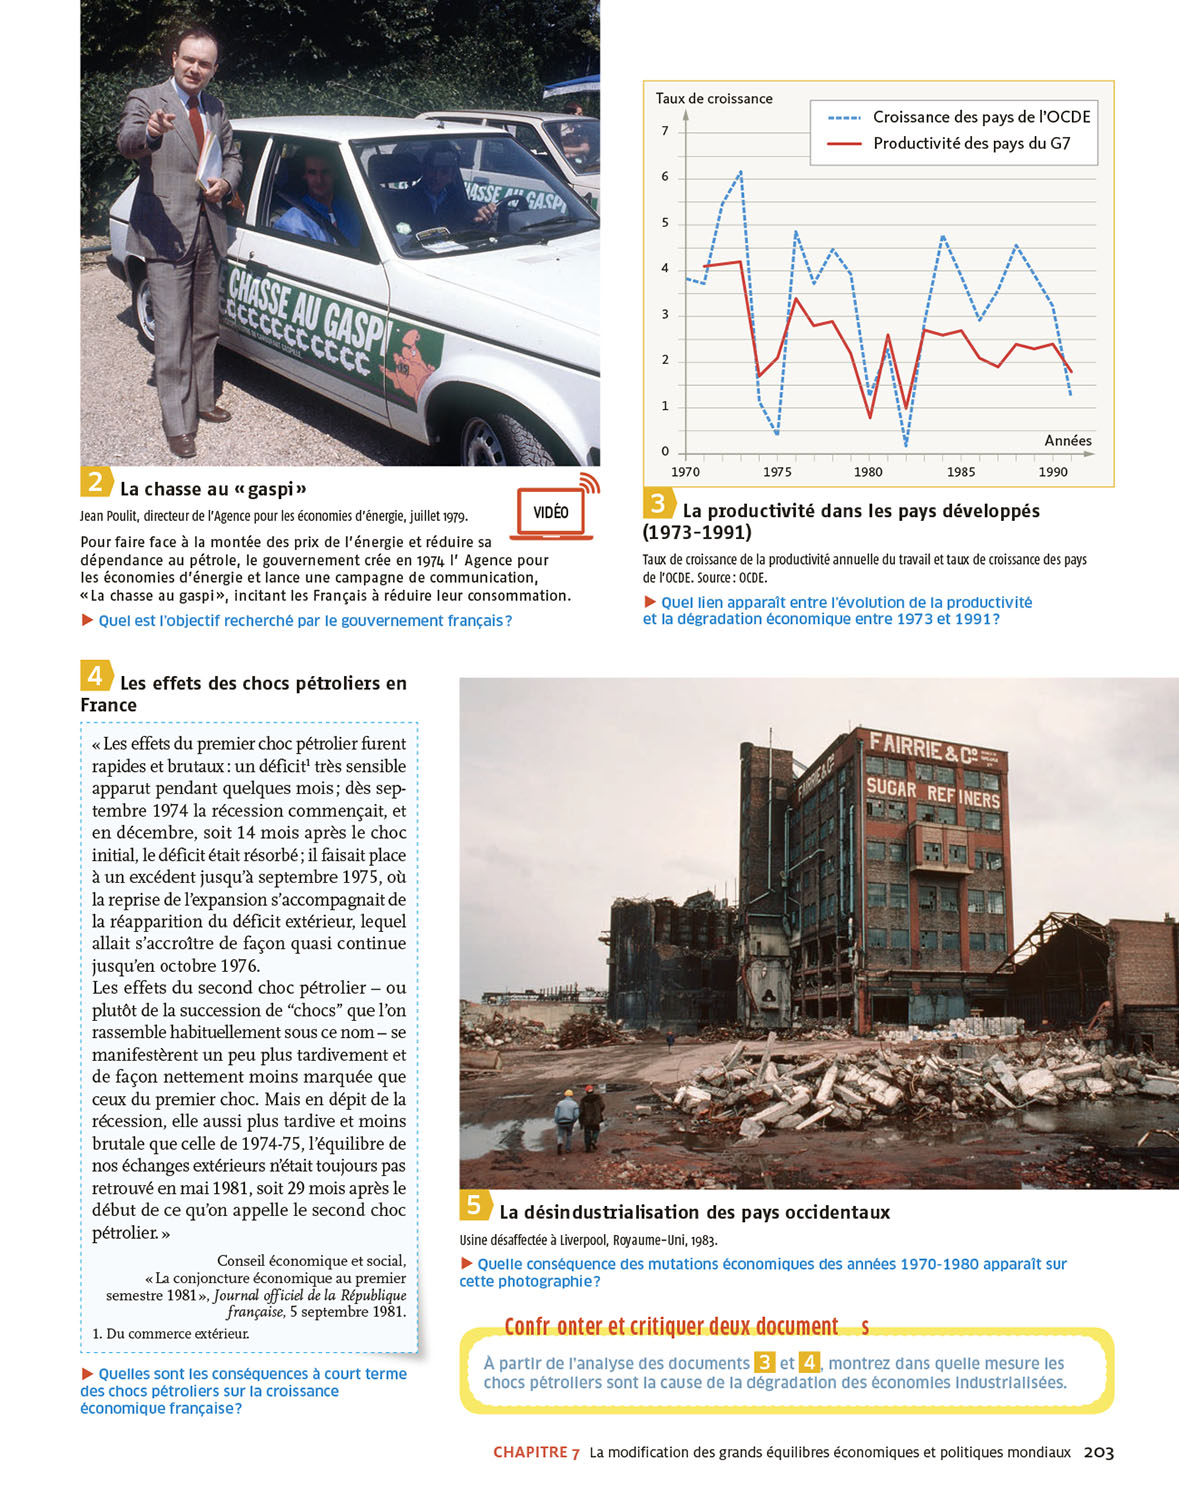 CHASSE AU GASPI
CHASSE AU GASPI
2 La chasse au « gaspi »
Jean Poulit, directeur de l'Agence pour les économies d'énergie, juillet 1979.
VIDÉO
Pour faire face à la montée des prix de l'énergie et réduire sa
dépendance au pétrole, le gouvernement crée en 1974 l' Agence pour
les économies d'énergie et lance une campagne de communication,
« La chasse au gaspi », incitant les Français à réduire leur consommation.
Quel est l'objectif recherché par le gouvernement français ?
Taux de croissance
Croissance des pays de l'OCDE
Productivité des pays du G7
7
6
5
4
3
2
1
0
Années
1970 1975 1980 1985 1990
3 La productivité dans les pays développés
(1973-1991)
Taux de croissance de la productivité annuelle du travail et taux de croissance des pays
de l'OCDE. Source : OCDE.
Quel lien apparaît entre l'évolution de la productivité
et la dégradation économique entre 1973 et 1991 ?
4 Les effets des chocs pétroliers en
France
« Les effets du premier choc pétrolier furent
rapides et brutaux : un déficit¹ très sensible
apparut pendant quelques mois ; dès sep-
tembre 1974 la récession commençait, et
en décembre, soit 14 mois après le choc
initial, le déficit était résorbé ; il faisait place
à un excédent jusqu'à septembre 1975, où
la reprise de l'expansion s'accompagnait de
la réapparition du déficit extérieur, lequel
allait s'accroître de façon quasi continue
jusqu'en octobre 1976.
Les effets du second choc pétrolier – ou
plutôt de la succession de “chocs” que l'on
rassemble habituellement sous ce nom – se
manifestèrent un peu plus tardivement et
de façon nettement moins marquée que
ceux du premier choc. Mais en dépit de la
récession, elle aussi plus tardive et moins
brutale que celle de 1974-75, l'équilibre de
nos échanges extérieurs n'était toujours pas
retrouvé en mai 1981, soit 29 mois après le
début de ce qu'on appelle le second choc
pétrolier. »
Conseil économique et social,
« La conjoncture économique au premier
semestre 1981 », Journal officiel de la République
française, 5 septembre 1981.
1. Du commerce extérieur.
Quelles sont les conséquences à court terme
des chocs pétroliers sur la croissance
économique française ?
FAIRRIE & Co
FAIRRIE & Co
SUGAR REFINERS
5 La désindustrialisation des pays occidentaux
Usine désaffectée à Liverpool, Royaume-Uni, 1983.
Quelle conséquence des mutations économiques des années 1970-1980 apparaît sur
cette photographie ?
Confr onter et critiquer deux document s
À partir de l'analyse des documents 3 et 4, montrez dans quelle mesure les
chocs pétroliers sont la cause de la dégradation des économies industrialisées.
CHAPITRE 7 La modification des grands équilibres économiques et politiques mondiaux 203